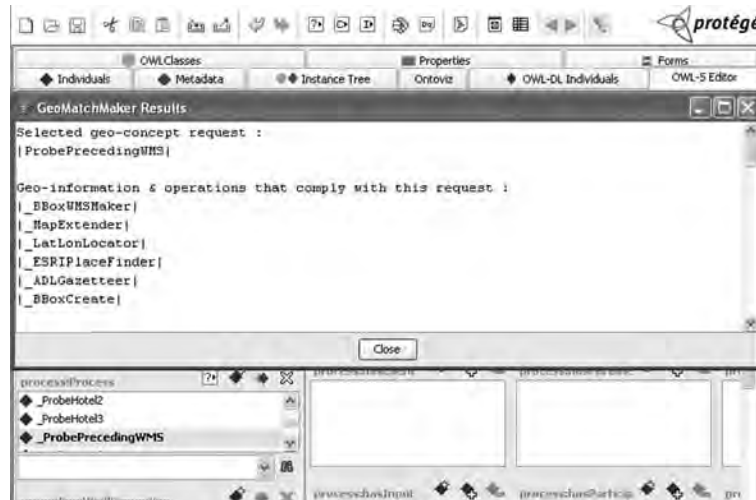 protégé
OWLClasses Properties Forms
Individuals Metadata Instance Tree Ontoviz OWL-DL Individuals OWL-S Editor
GeoMatchMaker Results
Selected geo-concept request :
|ProbePrecedingWMS|
Geo-information & operations that comply with this request :
|_BBoxWMSMaker|
|_MapExtender|
|_LatLonLocator|
|_ESRIPlaceFinder|
|_ADLGazetteer|
|_BBoxCreate|
Close
process:Process
_ProbeHotel2
_ProbeHotel3
_ProbePrecedingWMS
process:hasInput